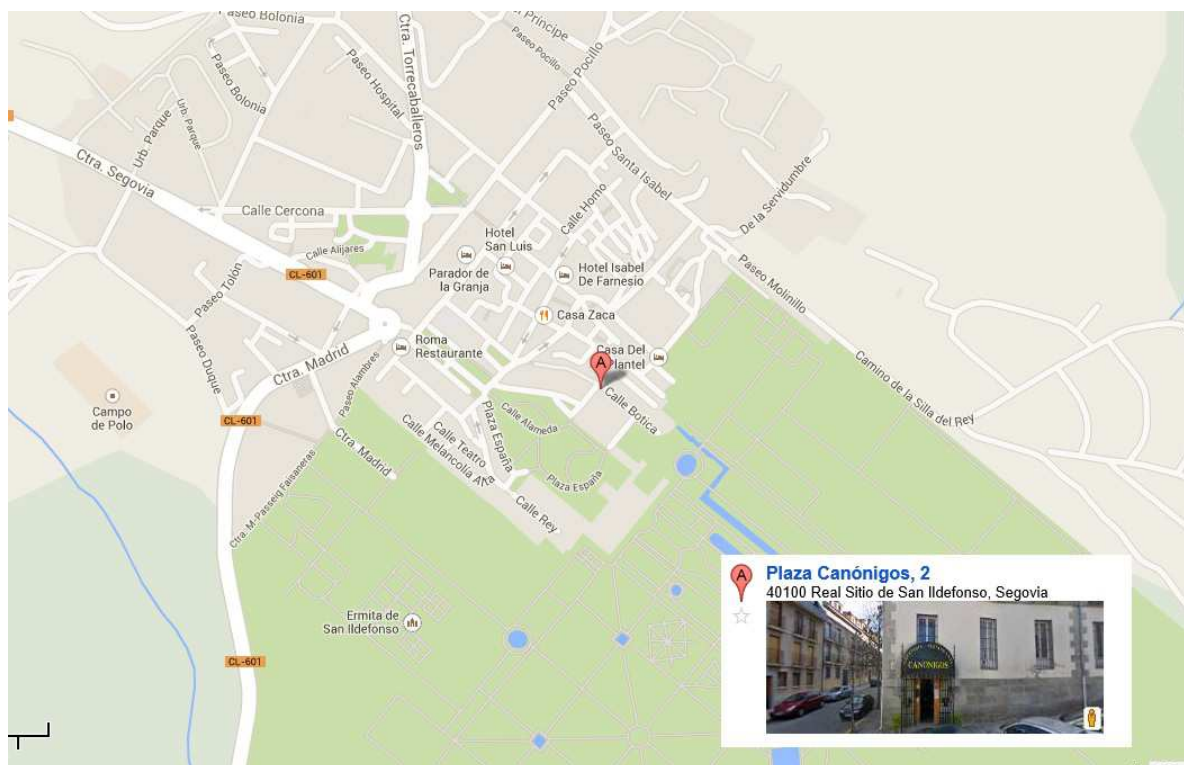 Paseo Bolonia
Príncipe
Ctra. Torrecaballeros
Paseo Pocillo
Paseo Pocillo
Paseo Hospital
Paseo Bolonia
Urb. Parque
Urb. Parque
Paseo Santa Isabel
Ctra. Segovia
De la Servidumbre
Calle Horno
Calle Cercona
Hotel
San Luis
Calle Alijares
Parador de
la Granja
Hotel Isabel
De Farnesio
Paseo Molinillo
CL-601
Paseo Tolón
Casa Zaca
Roma
Restaurante
Casa Del
Plantel
A
Ctra. Madrid
Paseo Duque
Paseo Alambres
Camino de la Silla del Rey
Calle Botica
Campo
de Polo
CL-601
Calle Alameda
Plaza España
Calle Teatro
Calle Melancolía Alta
Ctra. Madrid
Plaza España
Ctra. M-Passeig Faisaneras
Calle Rey
A
Plaza Canónigos, 2
40100 Real Sitio de San Ildefonso, Segovia
Ermita de
San Ildefonso
CANONIGOS
CL-601